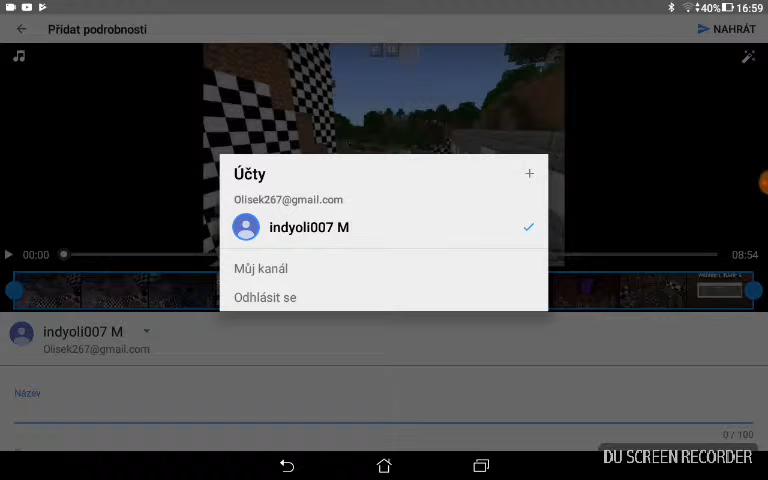 40% 16:59
Přidat podrobnosti
NAHRÁT
Účty
Olisek267@gmail.com
indyoli007 M
Můj kanál
Odhlásit se
00:00
08:54
indyoli007 M
Olisek267@gmail.com
Název
0 / 100
DU SCREEN RECORDER